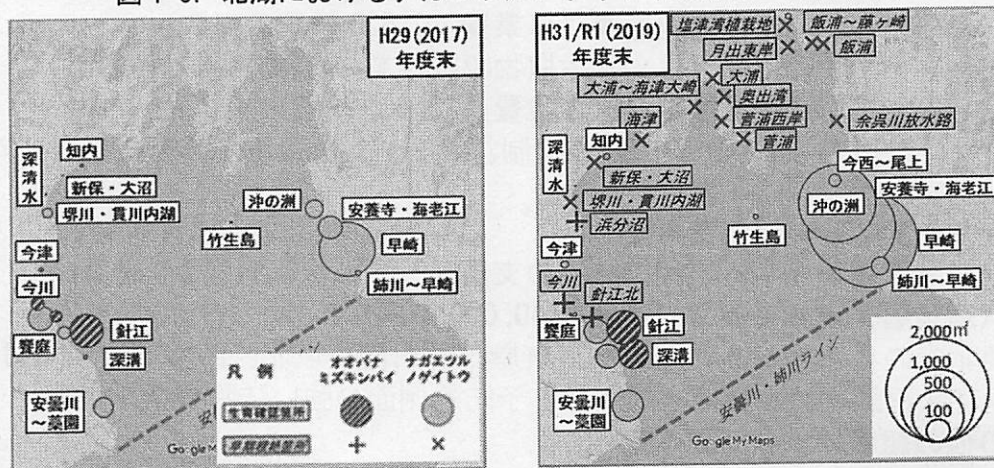 H29(2017)
年度末
知内
深清水
新保・大沼
堺川・貫川内湖
沖の洲
安養寺・海老江
竹生島
早崎
今津
今川
姉川～早崎
饗庭
針江
深溝
安曇川
～菜園
凡 例
オオバナ
ミズキンバイ
ナガエツル
ノゲイトウ
生育確認箇所
早期根絶箇所
Google M
H31/R1(2019)
年度末
塩津湾植栽地
飯浦～藤ヶ崎
月出東岸
飯浦
大浦～海津大崎
大浦
奥出湾
海津
菅浦西岸
余呉川放水路
菅浦
知内
深清水
新保・大沼
今西～尾上
安養寺・海老江
沖の洲
堺川・貫川内湖
浜分沼
竹生島
早崎
今津
今川
針江北
姉川～早崎
饗庭
針江
深溝
安曇川
～菜園
安曇川・姉川ライン
2,000㎡
1,000
500
100
Google My Maps